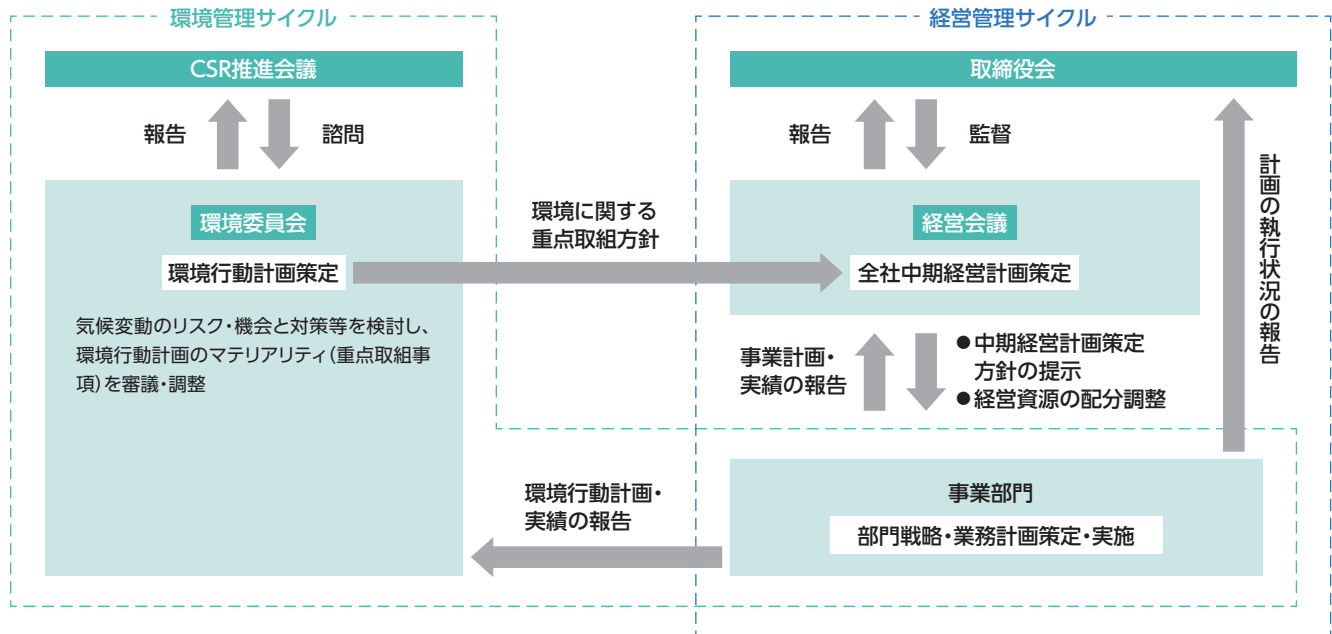 環境管理サイクル
経営管理サイクル
CSR推進会議
取締役会
報告
諮問
報告
監督
環境委員会
環境行動計画策定
気候変動のリスク・機会と対策等を検討し、
環境行動計画のマテリアリティ(重点取組事
項)を審議・調整
環境に関する
重点取組方針
経営会議
全社中期経営計画策定
計画の執行状況の報告
事業計画・
実績の報告
●中期経営計画策定
方針の提示
●経営資源の配分調整
環境行動計画・
実績の報告
事業部門
部門戦略・業務計画策定・実施